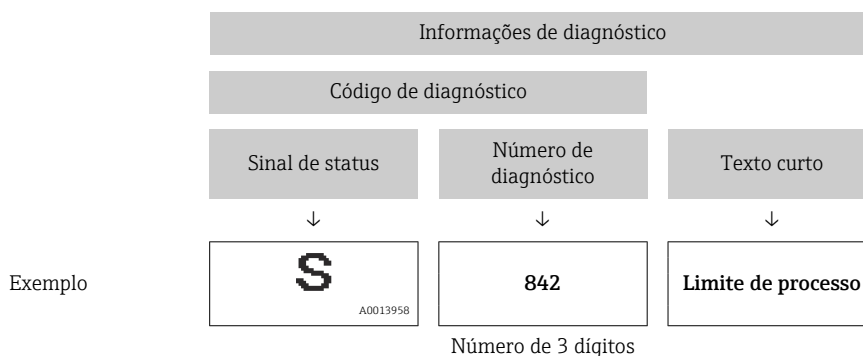 Informações de diagnóstico
Código de diagnóstico
Sinal de status
Número de
diagnóstico
Texto curto
↓ ↓ ↓
Exemplo
S
A0013958
842
Limite de processo
Número de 3 dígitos